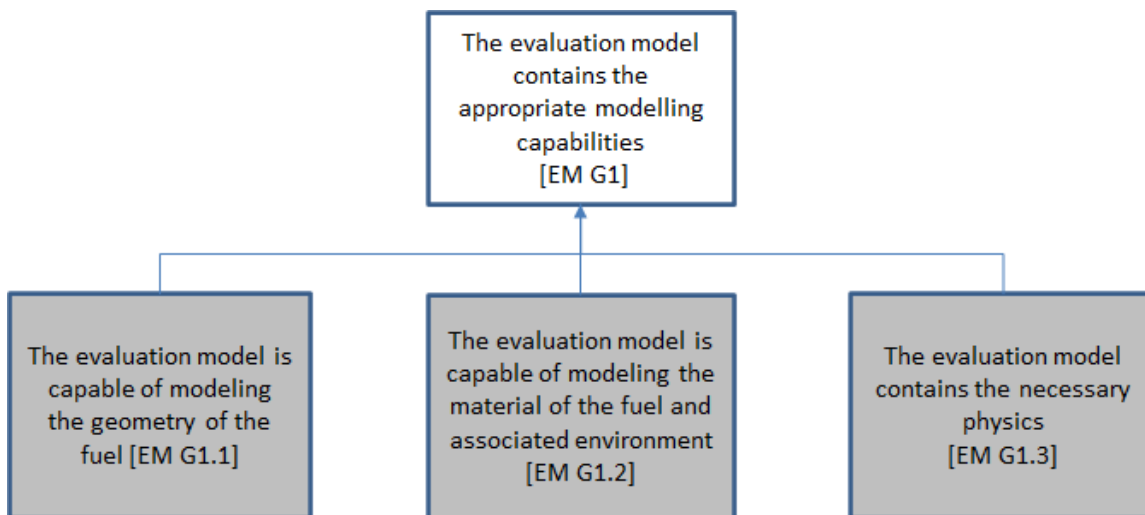 The evaluation model
contains the
appropriate modelling
capabilities
[EM G1]
The evaluation model is
capable of modeling
the geometry of the
fuel [EM G1.1]
The evaluation model is
capable of modeling the
material of the fuel and
associated environment
[EM G1.2]
The evaluation model
contains the necessary
physics
[EM G1.3]